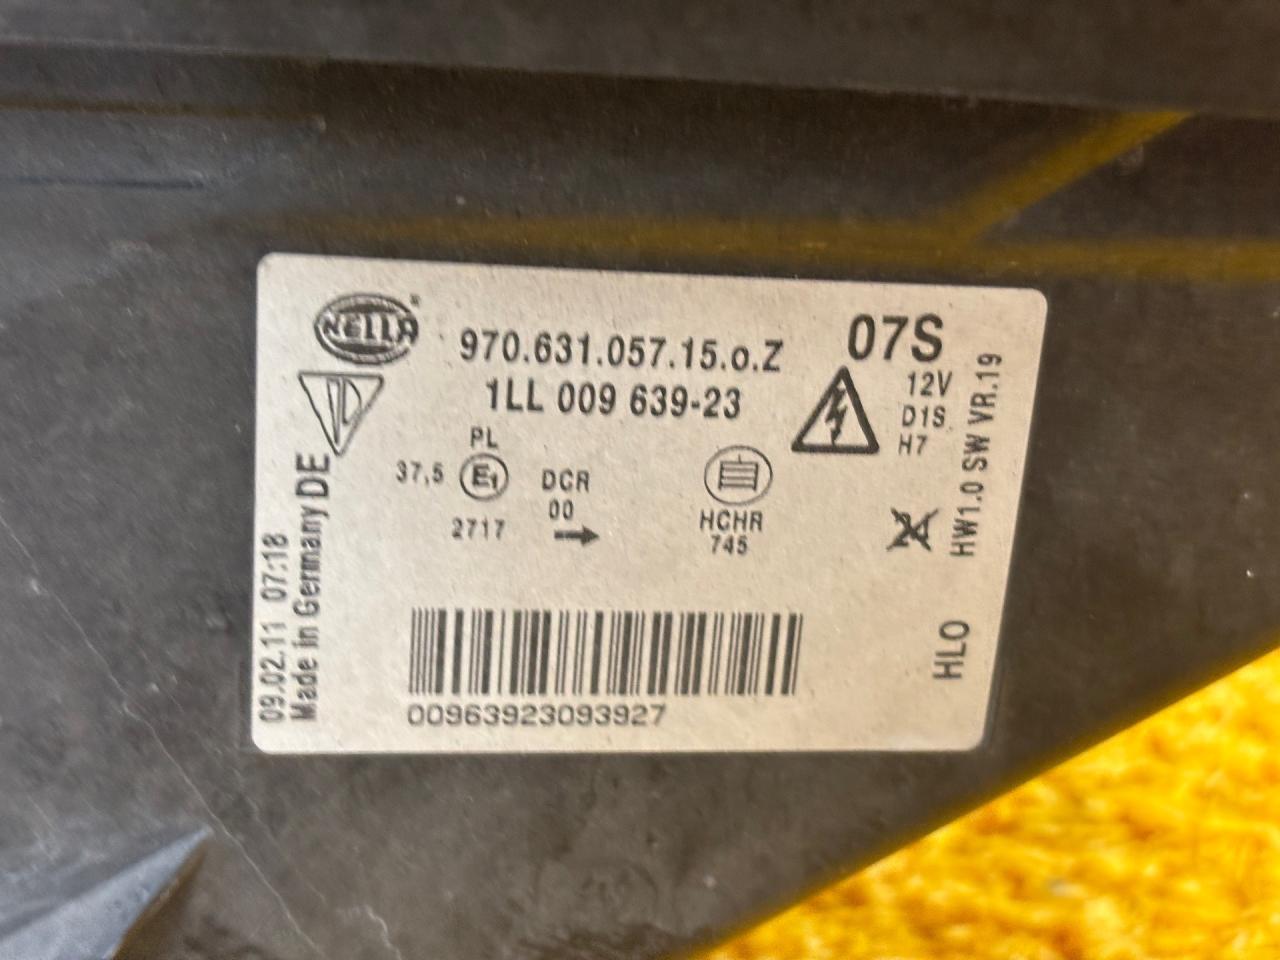 HELLA®
970.631.057.15.o.Z
07S
1LL 009 639-23
12V
D1S
H7
PL
37,5
E1
2717
DCR
00
HCHR
745
24
HW1.0 SW VR.19
HLO
09.02.11 07:18
Made in Germany DE
00963923093927